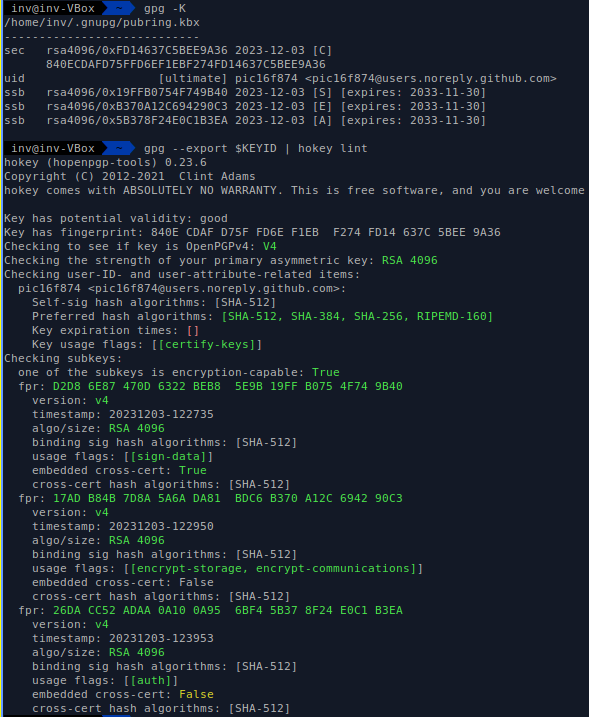 inv@inv-VBox ~ gpg -K
/home/inv/.gnupg/pubring.kbx
----------------------------
sec   rsa4096/0xFD14637C5BEE9A36 2023-12-03 [C]
      840ECDAFD75FFD6EF1EBF274FD14637C5BEE9A36
uid                   [ultimate] pic16f874 <pic16f874@users.noreply.github.com>
ssb   rsa4096/0x19FFB0754F749B40 2023-12-03 [S] [expires: 2033-11-30]
ssb   rsa4096/0xB370A12C694290C3 2023-12-03 [E] [expires: 2033-11-30]
ssb   rsa4096/0x5B378F24E0C1B3EA 2023-12-03 [A] [expires: 2033-11-30]
inv@inv-VBox ~ gpg --export $KEYID | hokey lint
hokey (hopenpgp-tools) 0.23.6
Copyright (C) 2012-2021  Clint Adams
hokey comes with ABSOLUTELY NO WARRANTY. This is free software, and you are welcome
Key has potential validity: good
Key has fingerprint: 840E CDAF D75F FD6E F1EB  F274 FD14 637C 5BEE 9A36
Checking to see if key is OpenPGPv4: V4
Checking the strength of your primary asymmetric key: RSA 4096
Checking user-ID- and user-attribute-related items:
  pic16f874 <pic16f874@users.noreply.github.com>:
    Self-sig hash algorithms: [SHA-512]
    Preferred hash algorithms: [SHA-512, SHA-384, SHA-256, RIPEMD-160]
    Key expiration times: []
    Key usage flags: [[certify-keys]]
Checking subkeys:
  one of the subkeys is encryption-capable: True
  fpr: D2D8 6E87 470D 6322 BEB8  5E9B 19FF B075 4F74 9B40
    version: v4
    timestamp: 20231203-122735
    algo/size: RSA 4096
    binding sig hash algorithms: [SHA-512]
    usage flags: [[sign-data]]
    embedded cross-cert: True
    cross-cert hash algorithms: [SHA-512]
  fpr: 17AD B84B 7D8A 5A6A DA81  BDC6 B370 A12C 6942 90C3
    version: v4
    timestamp: 20231203-122950
    algo/size: RSA 4096
    binding sig hash algorithms: [SHA-512]
    usage flags: [[encrypt-storage, encrypt-communications]]
    embedded cross-cert: False
    cross-cert hash algorithms: [SHA-512]
  fpr: 26DA CC52 ADAA 0A10 0A95  6BF4 5B37 8F24 E0C1 B3EA
    version: v4
    timestamp: 20231203-123953
    algo/size: RSA 4096
    binding sig hash algorithms: [SHA-512]
    usage flags: [[auth]]
    embedded cross-cert: False
    cross-cert hash algorithms: [SHA-512]